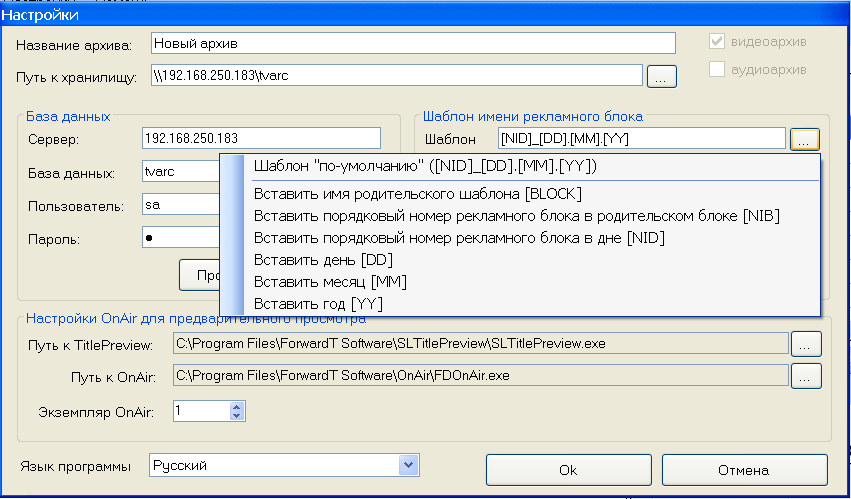 Настройки
Название архива: Новый архив
видеоархив
Путь к хранилищу: \\192.168.250.183\tvarc ...
аудиоархив
База данных
Шаблон имени рекламного блока
Сервер: 192.168.250.183
Шаблон [NID]_[DD].[MM].[YY] ...
Шаблон "по-умолчанию" ([NID]_[DD].[MM].[YY])
База данных: tvarc
Вставить имя родительского шаблона [BLOCK]
Пользователь: sa
Вставить порядковый номер рекламного блока в родительском блоке [NIB]
Пароль: ●
Вставить порядковый номер рекламного блока в дне [NID]
Вставить день [DD]
Вставить месяц [MM]
Вставить год [YY]
Настройки OnAir для предварительного просмотра
Путь к TitlePreview: C:\Program Files\ForwardT Software\SLTitlePreview\SLTitlePreview.exe ...
Путь к OnAir: C:\Program Files\ForwardT Software\OnAir\FDOnAir.exe ...
Экземпляр OnAir: 1
Язык программы Русский
Ok
Отмена